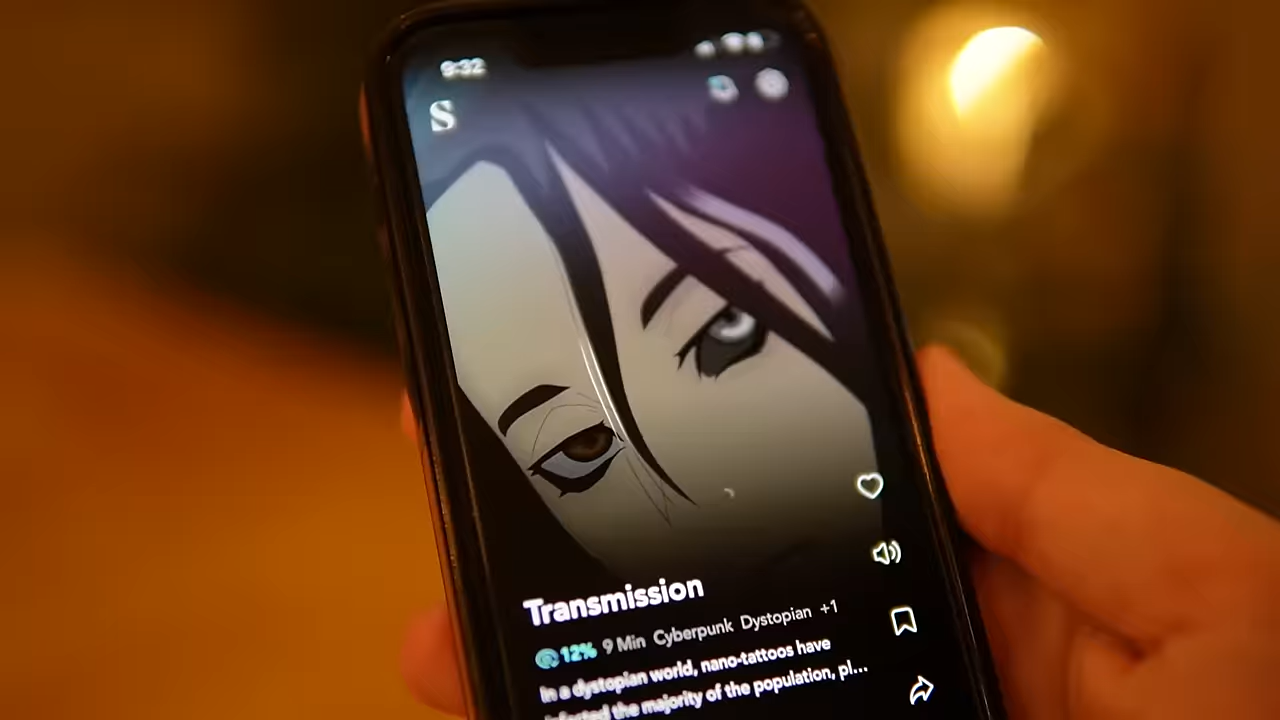 9:32
S
Transmission
12% 9 Min Cyberpunk Dystopian +1
In a dystopian world, nano-tattoos have
infected the majority of the population, pl...